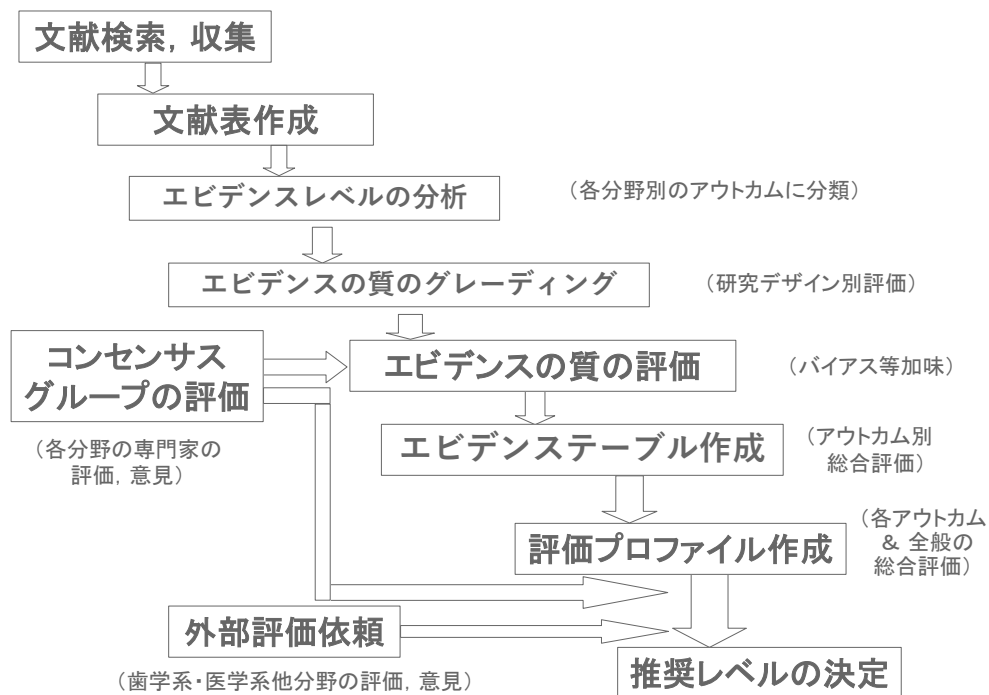 文献検索, 収集
文献表作成
エビデンスレベルの分析
(各分野別のアウトカムに分類)
エビデンスの質のグレーディング
(研究デザイン別評価)
コンセンサス
グループの評価
(各分野の専門家の
評価, 意見)
エビデンスの質の評価
(バイアス等加味)
エビデンステーブル作成
(アウトカム別
総合評価)
評価プロファイル作成
(各アウトカム
& 全般の
総合評価)
外部評価依頼
(歯学系・医学系他分野の評価, 意見)
推奨レベルの決定